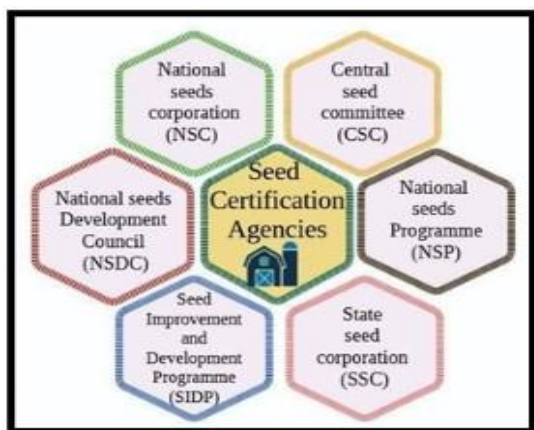 National
seeds
corporation
(NSC)
Central
seed
committee
(CSC)
National seeds
Development
Council
(NSDC)
Seed
Certification
Agencies
National
seeds
Programme
(NSP)
Seed
Improvement
and
Development
Programme
(SIDP)
State
seed
corporation
(SSC)